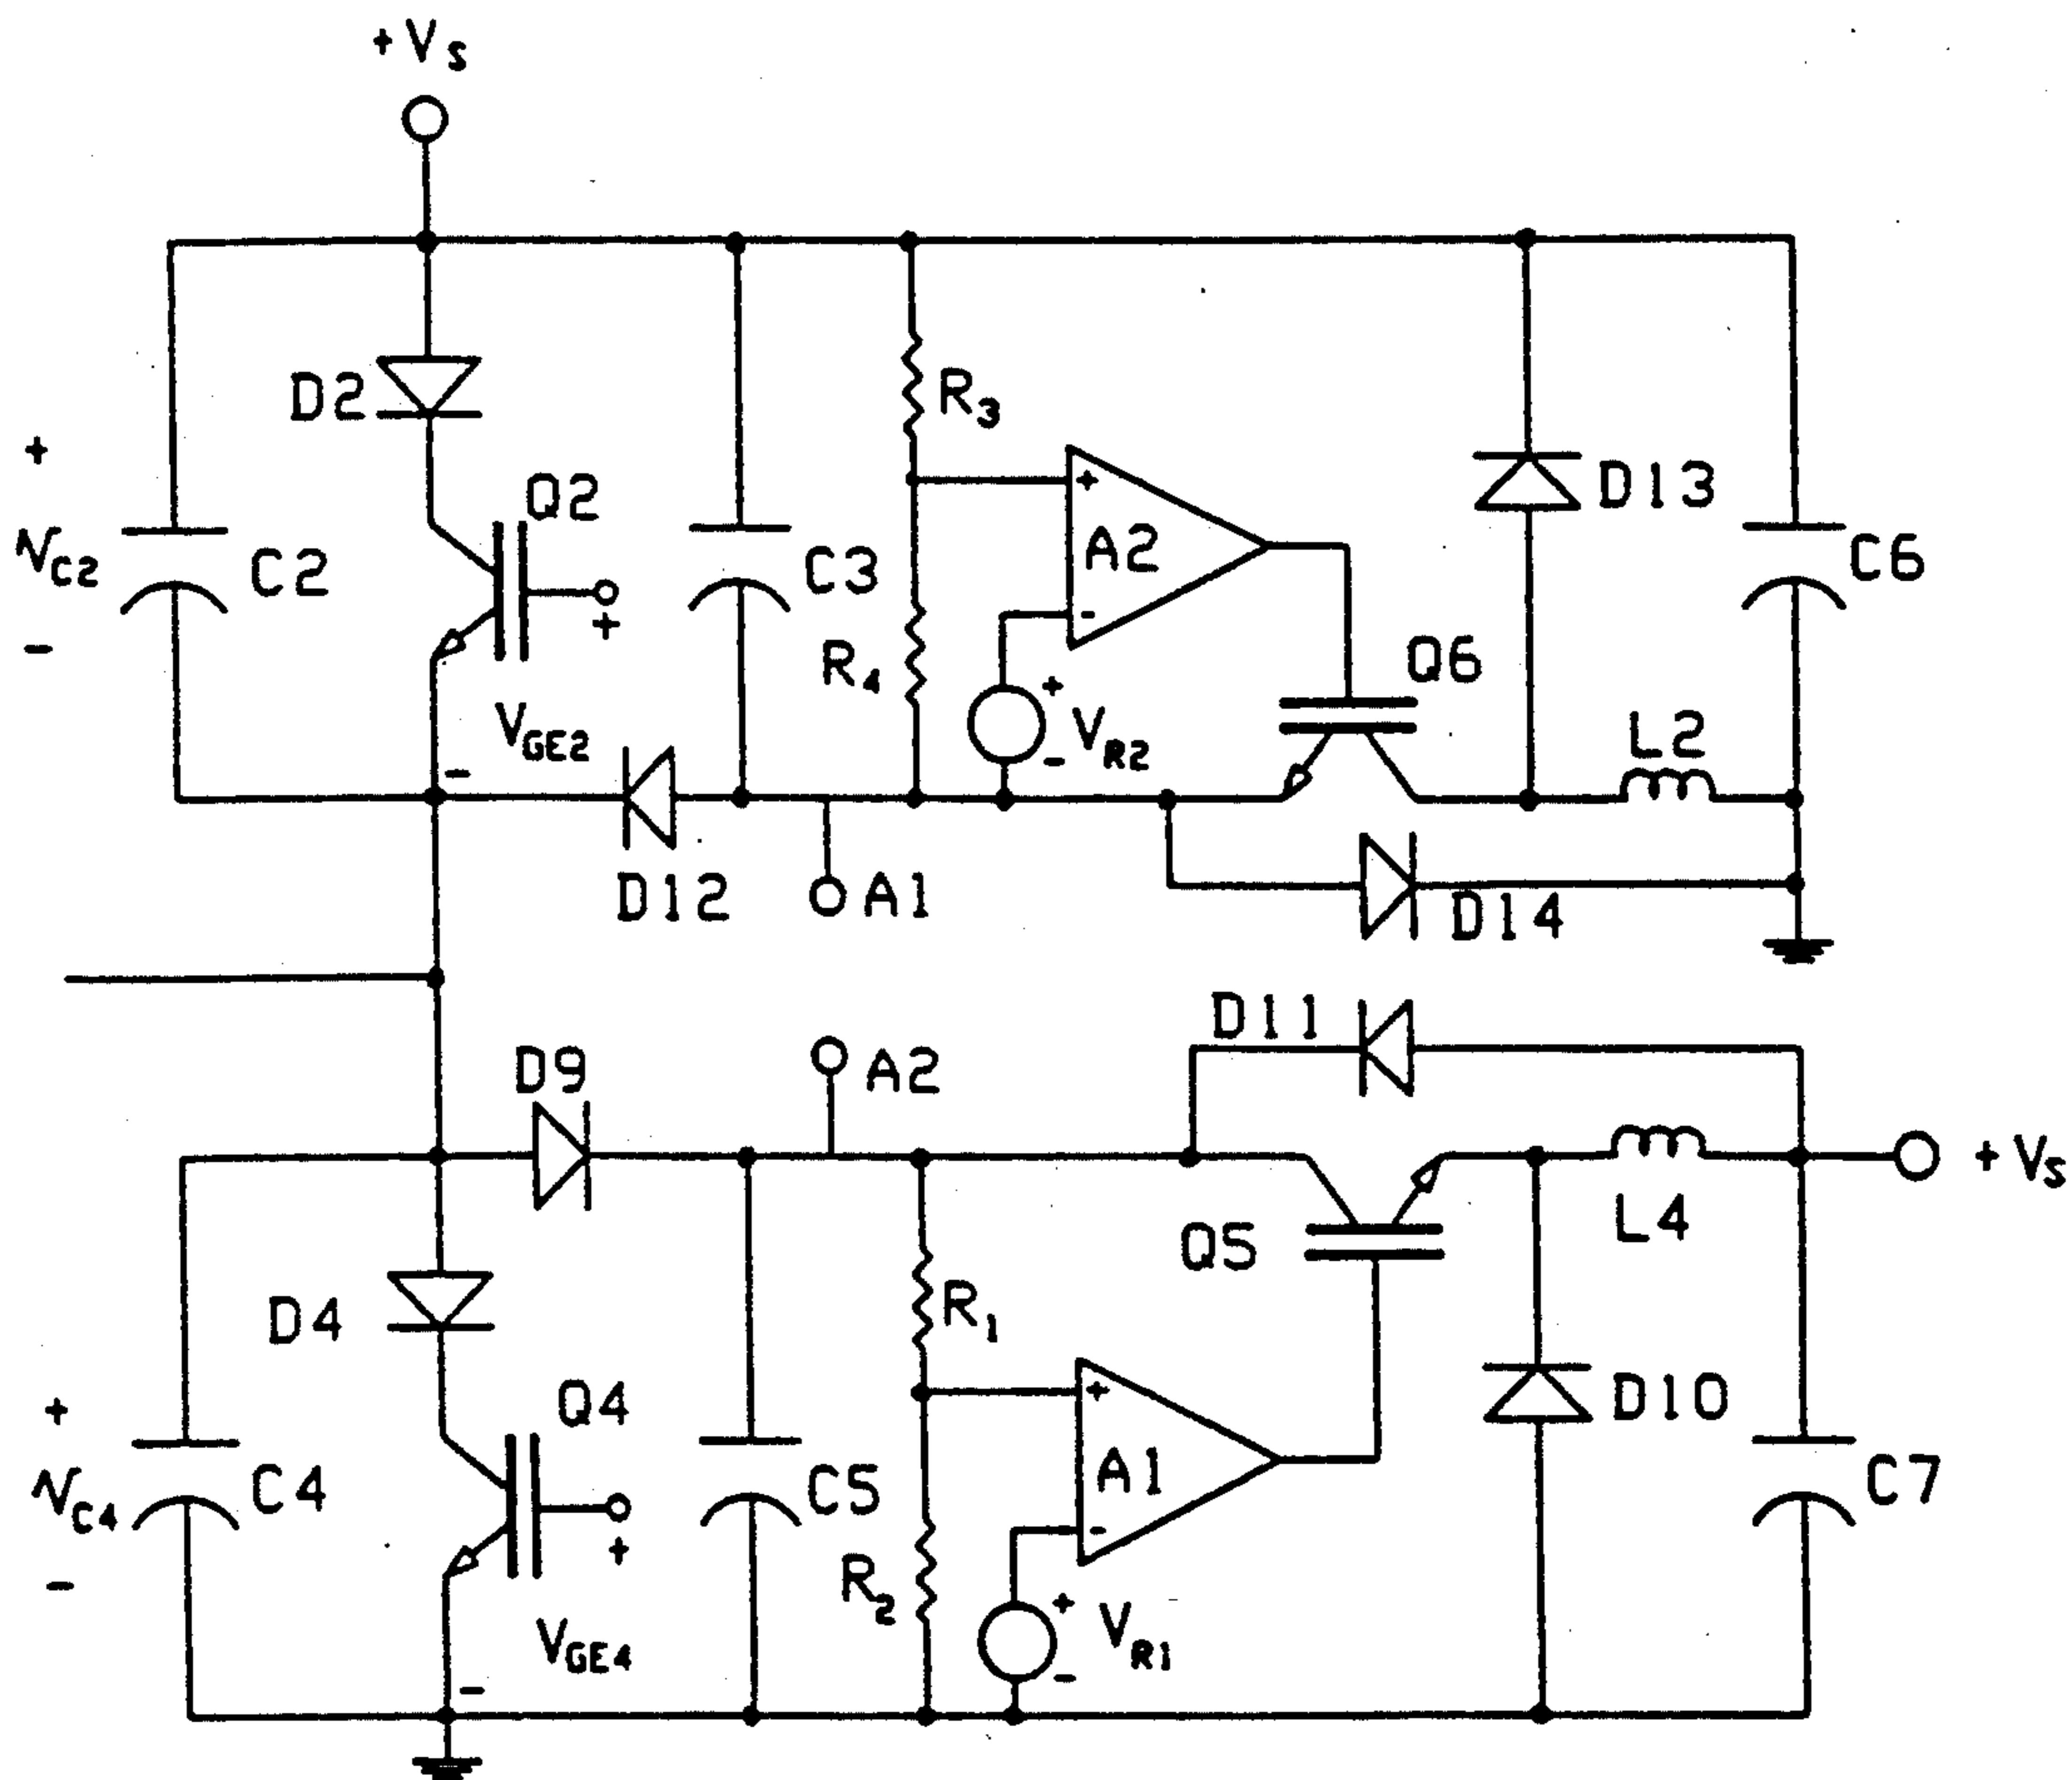 +Vs
D2
R3
Q2
+
A2
-
D13
+
VC2
-
C2
C3
C6
+
R4
Q6
VGE2
-
+
VR2
-
L2
D12
A1
D14
D11
D9
A2
+Vs
L4
Q5
D4
R1
+
A1
-
D10
Q4
+
VC4
-
C4
C5
C7
+
R2
VGE4
-
+
VR1
-